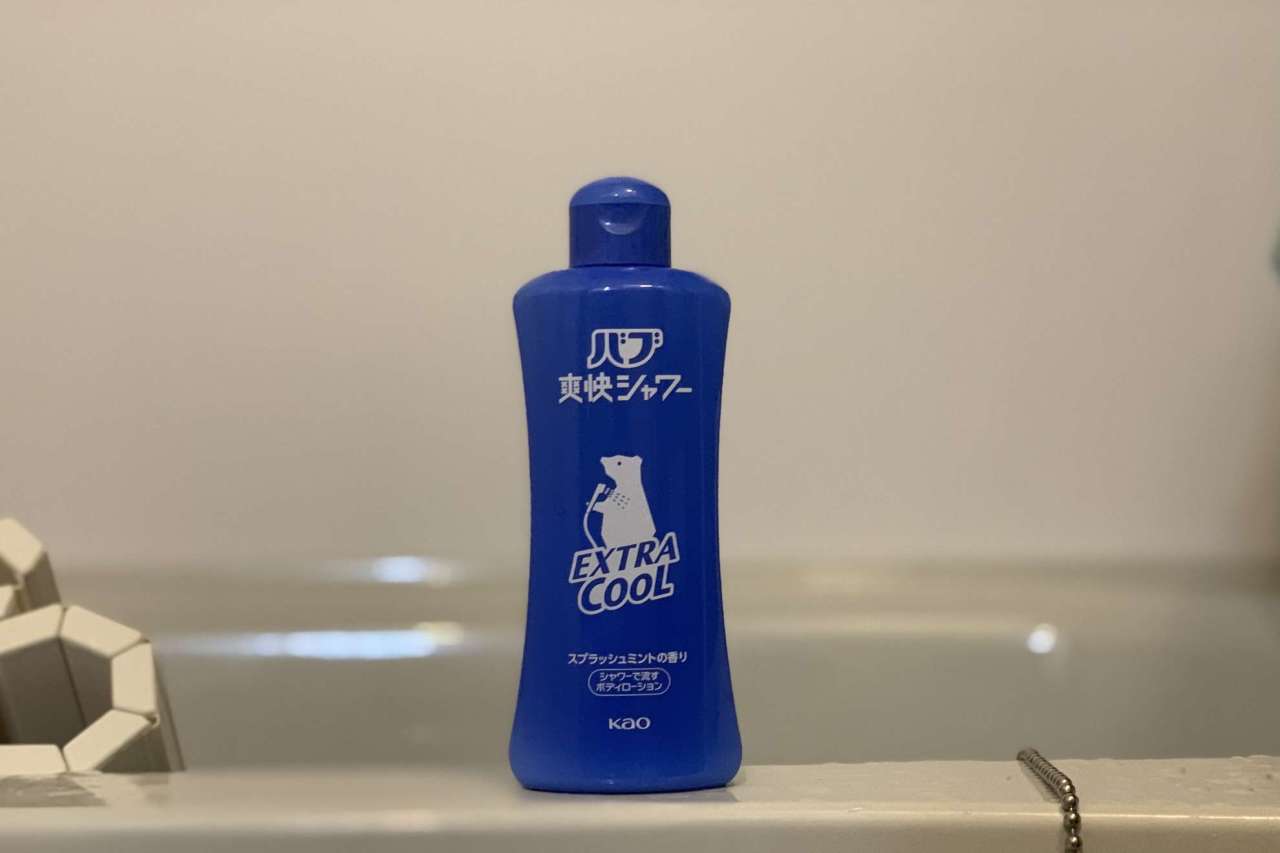 バブ
爽快シャワー
EXTRA
COOL
スプラッシュミントの香り
シャワーで流す
ボディローション
Kao